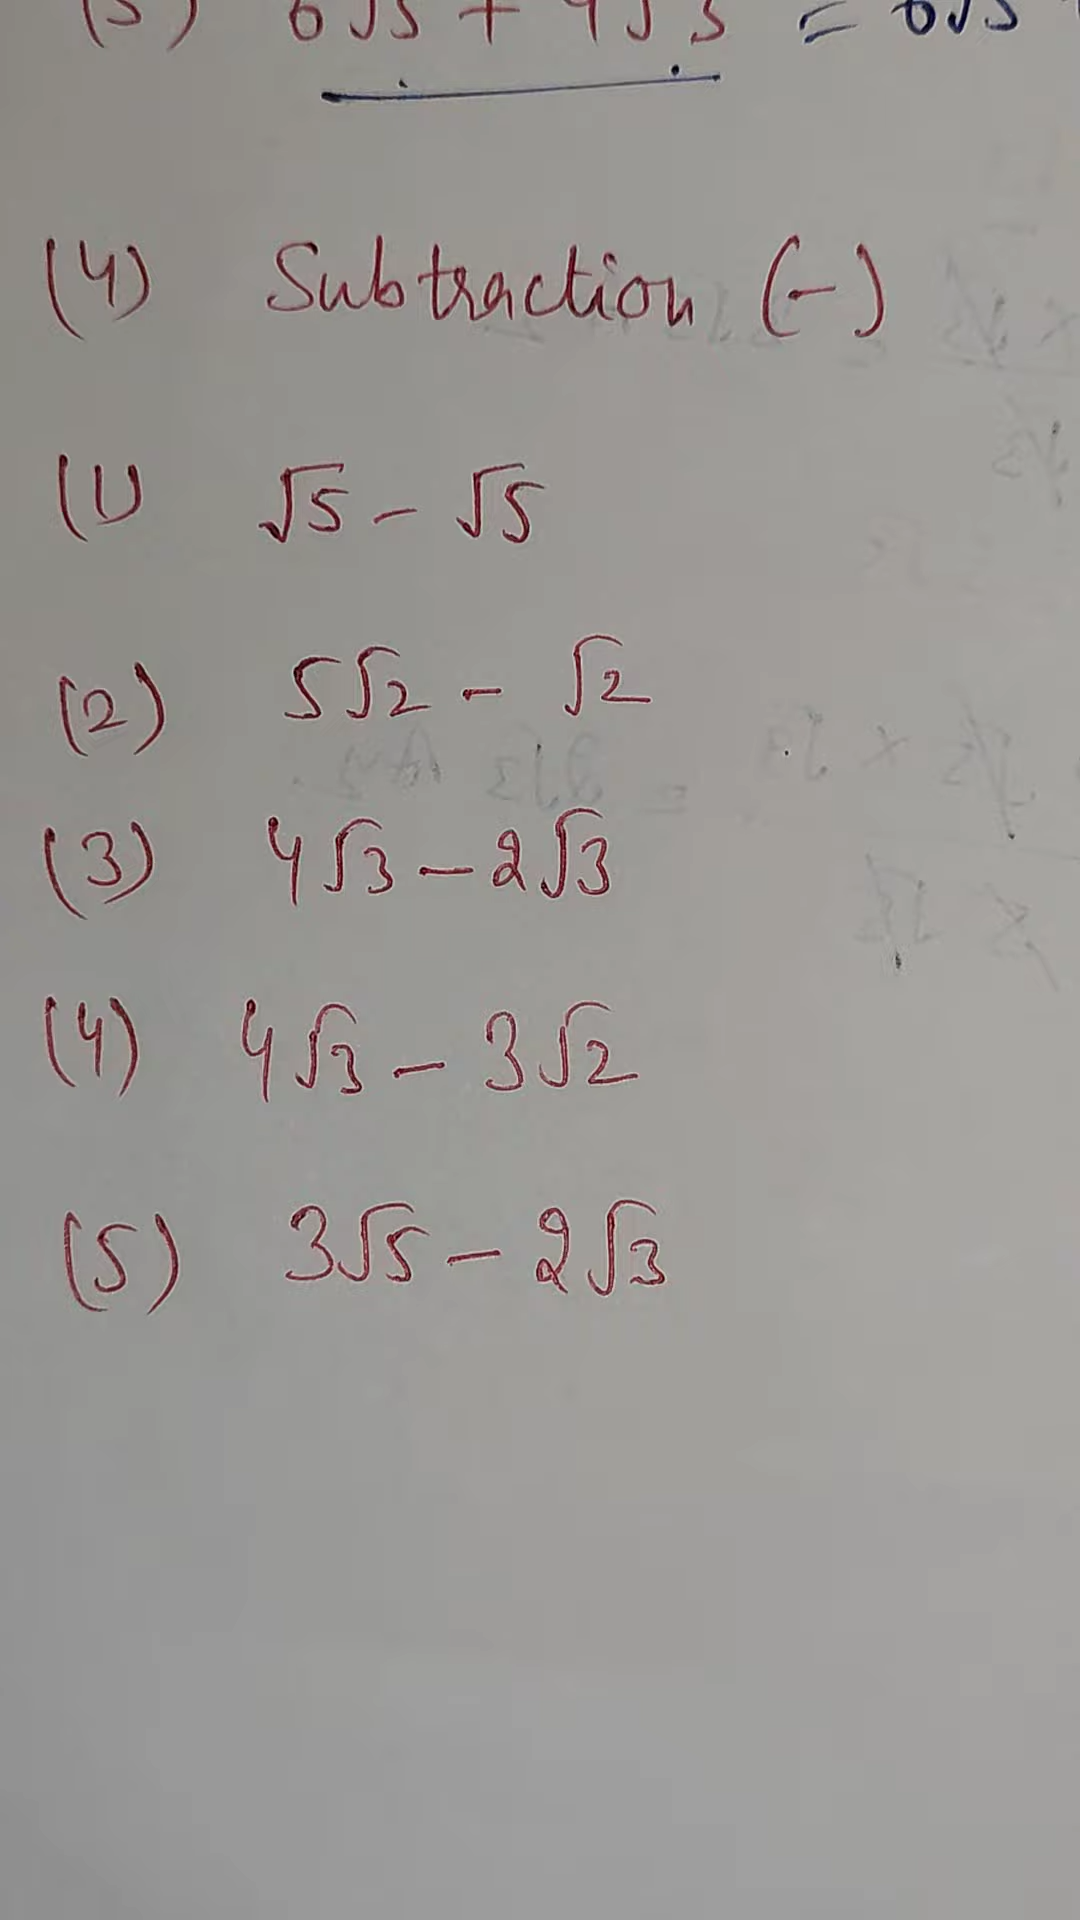 (4) Subtraction (-)
(1) √5 - √5
(2) 5√2 - √2
(3) 4√3 - 2√3
(4) 4√3 - 3√2
(5) 3√5 - 2√3